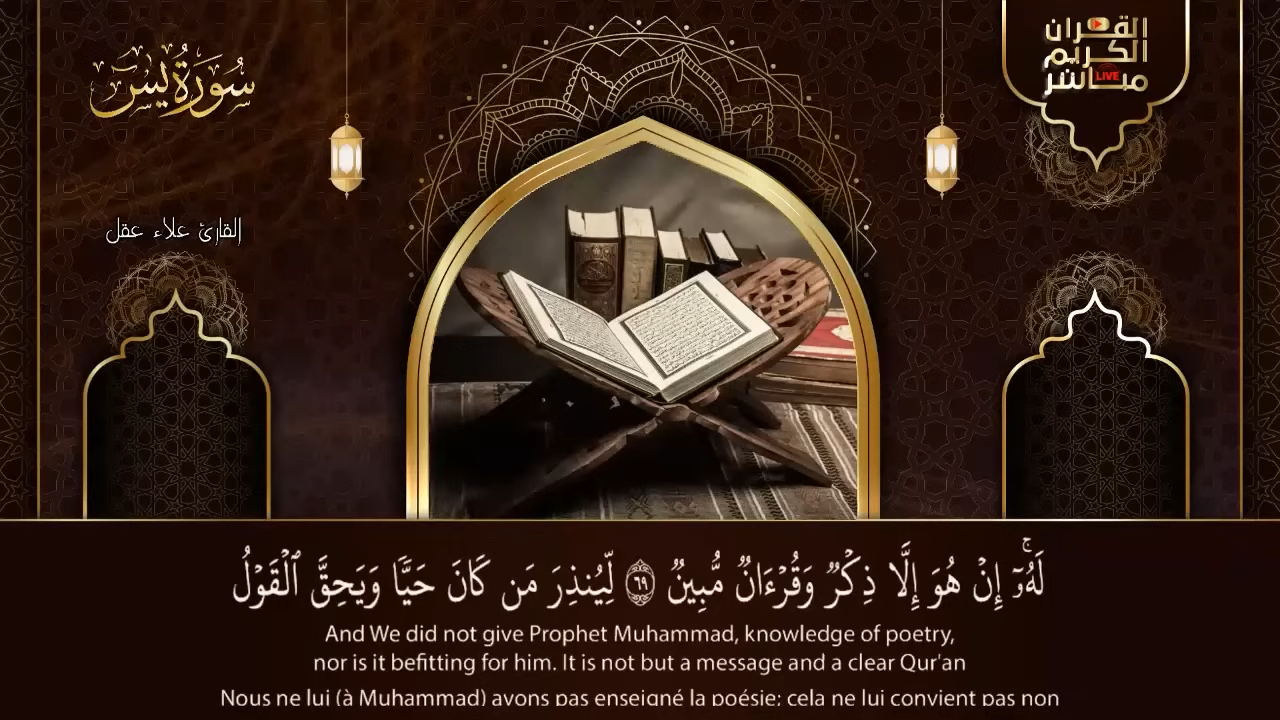 سُورَةُ يسٓ
القرآن
الكريم
مباشر
LIVE
القارئ علاء عقل
لَهُۥٓۚ إِنۡ هُوَ إِلَّا ذِكۡرٞ وَقُرۡءَانٞ مُّبِينٞ ٦٩ لِّيُنذِرَ مَن كَانَ حَيّٗا وَيَحِقَّ ٱلۡقَوۡلُ
And We did not give Prophet Muhammad, knowledge of poetry,
nor is it befitting for him. It is not but a message and a clear Qur'an
Nous ne lui (à Muhammad) avons pas enseigné la poésie; cela ne lui convient pas non